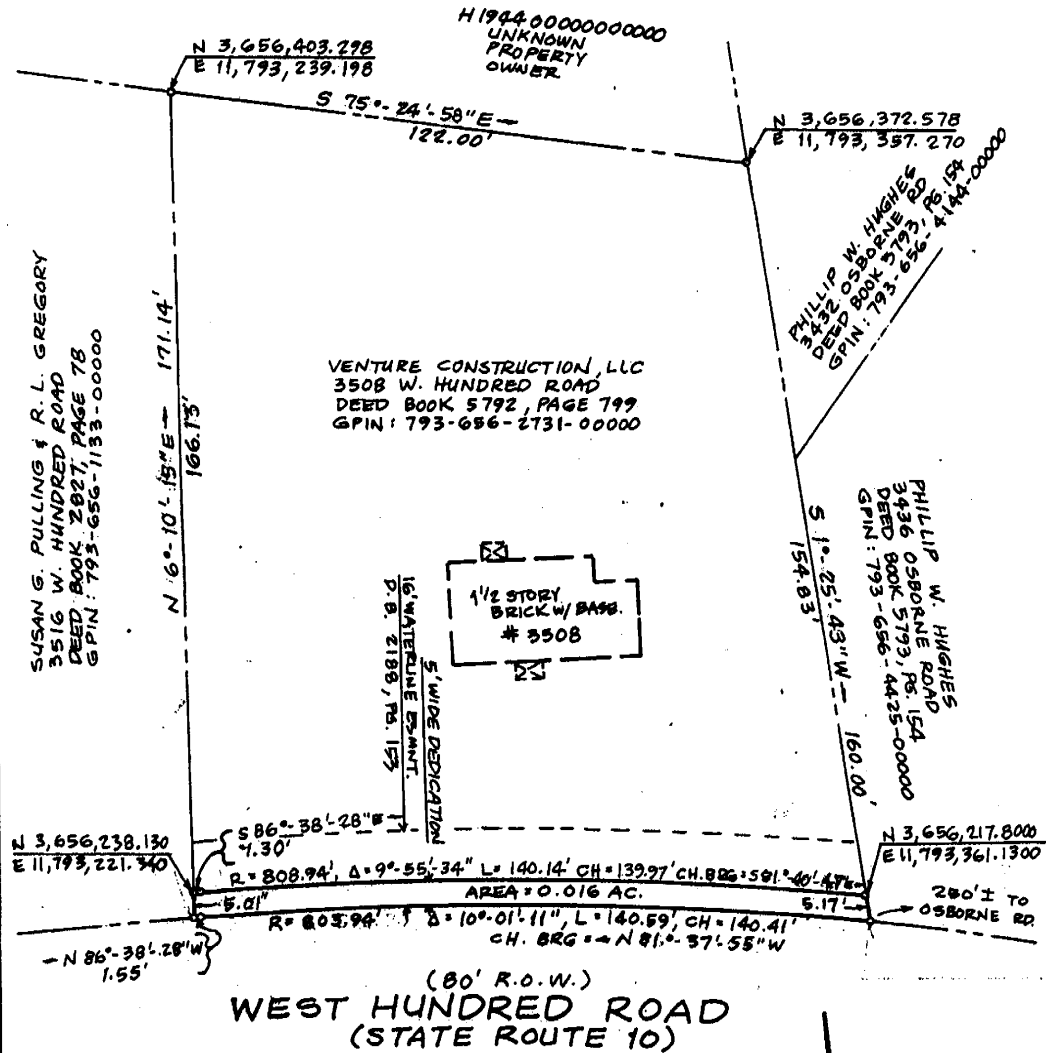 H194400000000000
UNKNOWN
PROPERTY
OWNER
N 3,656,403.298
E 11,793,239.198
S 75°-24'-58"E
122.00'
N 3,656,372.578
E 11,793,357.270
PHILLIP W. HUGHES
3432 OSBORNE RD
DEED BOOK 5793, PG. 154
GPIN: 793-656-4144-00000
SUSAN G. PULLING & R. L. GREGORY
3516 W. HUNDRED ROAD
DEED BOOK 2827, PAGE 78
GPIN: 793-656-1133-00000
N 6°-10'-15"E 171.14'
166.13'
VENTURE CONSTRUCTION, LLC
3508 W. HUNDRED ROAD
DEED BOOK 5792, PAGE 799
GPIN: 793-656-2731-00000
PHILLIP W. HUGHES
3436 OSBORNE ROAD
DEED BOOK 5793, PG. 154
GPIN: 793-656-4425-00000
S 1°-25'-43"W 160.00'
154.83'
1 1/2 STORY
BRICK W/ BASE.
# 3508
16' WATERLINE ESMNT.
P.B. 2188, PG. 153
5' WIDE DEDICATION
N 3,656,238.130
E 11,793,221.340
S 86°-38'-28"E
1.30'
N 3,656,217.8000
E 11,793,361.1300
R = 808.94', Δ = 9°-55'-34" L = 140.14' CH = 139.97' CH.BRG = S81°-40'-47"E
5.01"
AREA = 0.016 AC.
5.17'
280'± TO
OSBORNE RD.
R = 803.94' Δ = 10°-01'-11", L = 140.59', CH = 140.41'
CH. BRG = N 81°-37'-55"W
N 86°-38'-28"W
1.55'
(80' R.O.W.)
WEST HUNDRED ROAD
(STATE ROUTE 10)